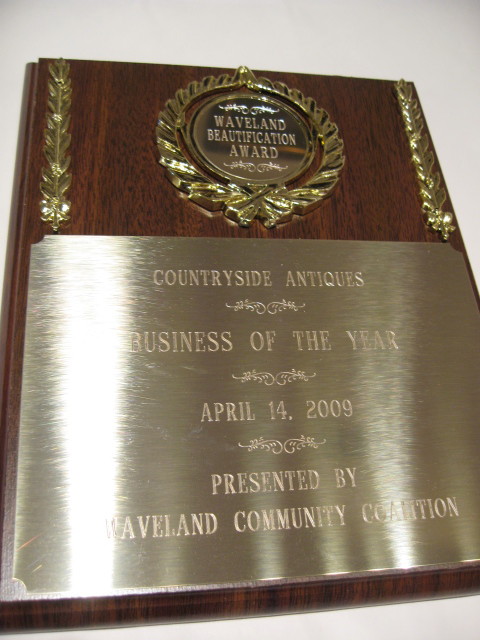 WAVELAND
BEAUTIFICATION
AWARD
COUNTRYSIDE ANTIQUES
BUSINESS OF THE YEAR
APRIL 14, 2009
PRESENTED BY
WAVELAND COMMUNITY COALITION